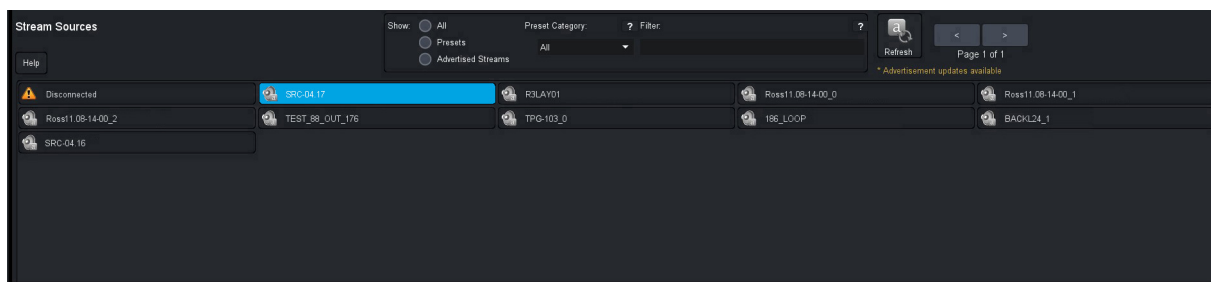 Stream Sources
Show: All Preset Category: ? Filter: ?
Presets
All
Advertised Streams
a
Refresh
< >
Page 1 of 1
Help
* Advertisement updates available
Disconnected SRC-04.17 R3LAY01 Ross11.08-14-00_0 Ross11.08-14-00_1
Ross11.08-14-00_2 TEST_88_OUT_176 TPG-103_0 186_LOOP BACKL24_1
SRC-04.16